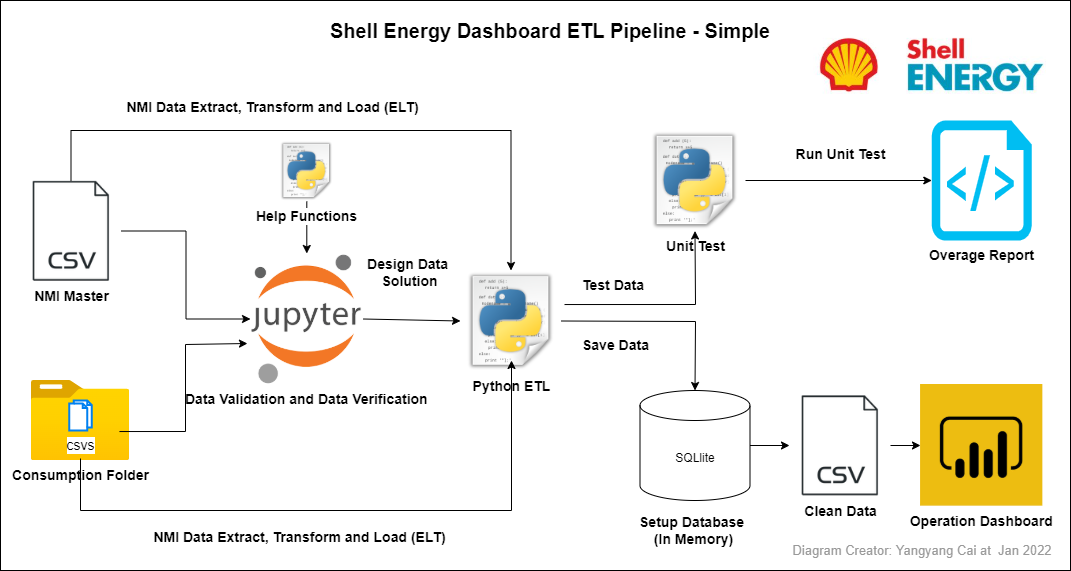 Shell Energy Dashboard ETL Pipeline - Simple
Shell
ENERGY
NMI Data Extract, Transform and Load (ELT)
Help Functions
CSV
NMI Master
Design Data
Solution
jupyter
Data Validation and Data Verification
CSVS
Consumption Folder
NMI Data Extract, Transform and Load (ELT)
Python ETL
Test Data
Save Data
Unit Test
Run Unit Test
Overage Report
</>
SQLlite
Setup Database
(In Memory)
CSV
Clean Data
Operation Dashboard
Diagram Creator: Yangyang Cai at Jan 2022